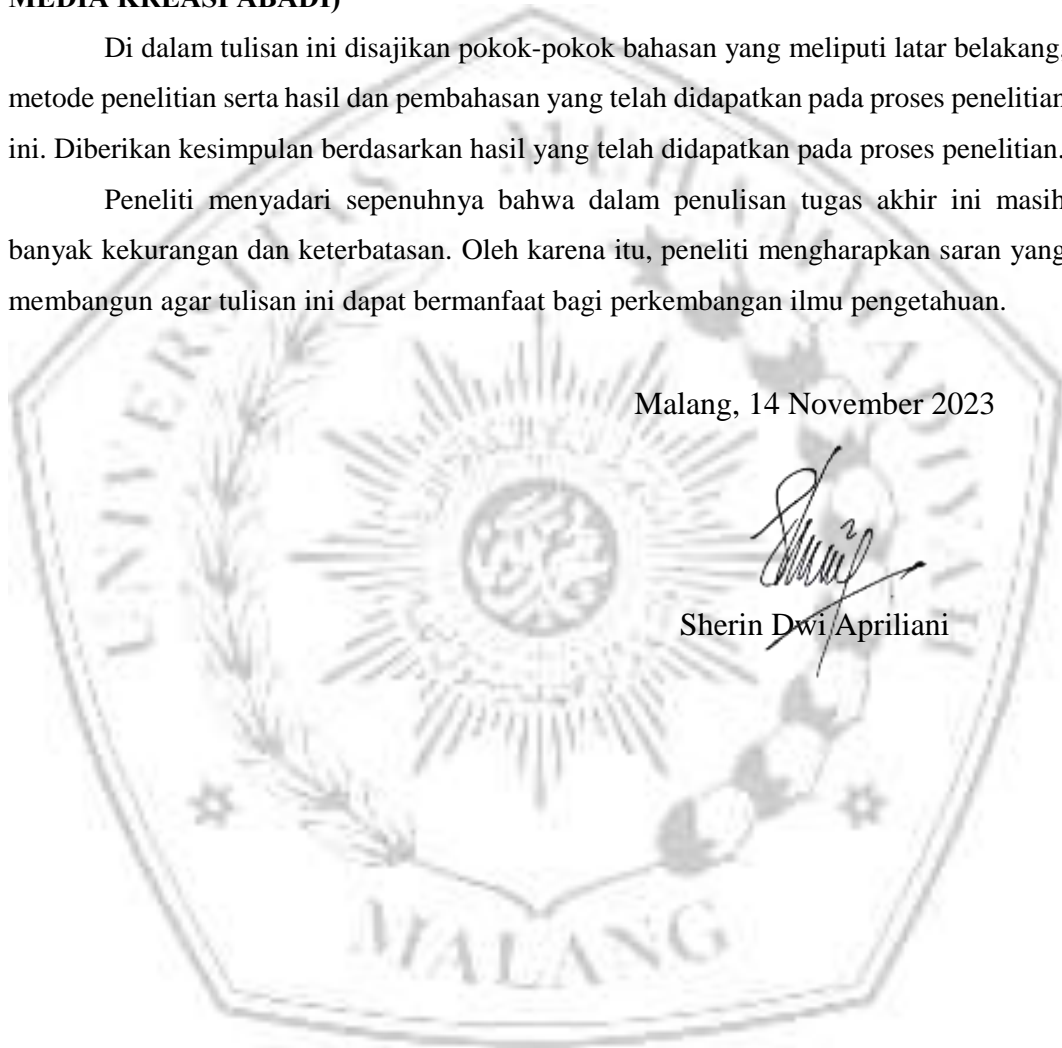 MEDIA KREASI ABADI)
Di dalam tulisan ini disajikan pokok-pokok bahasan yang meliputi latar belakang,
metode penelitian serta hasil dan pembahasan yang telah didapatkan pada proses penelitian
ini. Diberikan kesimpulan berdasarkan hasil yang telah didapatkan pada proses penelitian.
Peneliti menyadari sepenuhnya bahwa dalam penulisan tugas akhir ini masih
banyak kekurangan dan keterbatasan. Oleh karena itu, peneliti mengharapkan saran yang
membangun agar tulisan ini dapat bermanfaat bagi perkembangan ilmu pengetahuan.
Malang, 14 November 2023
Sherin Dwi Apriliani
UNIVERSITAS MUHAMMADIYAH
MALANG